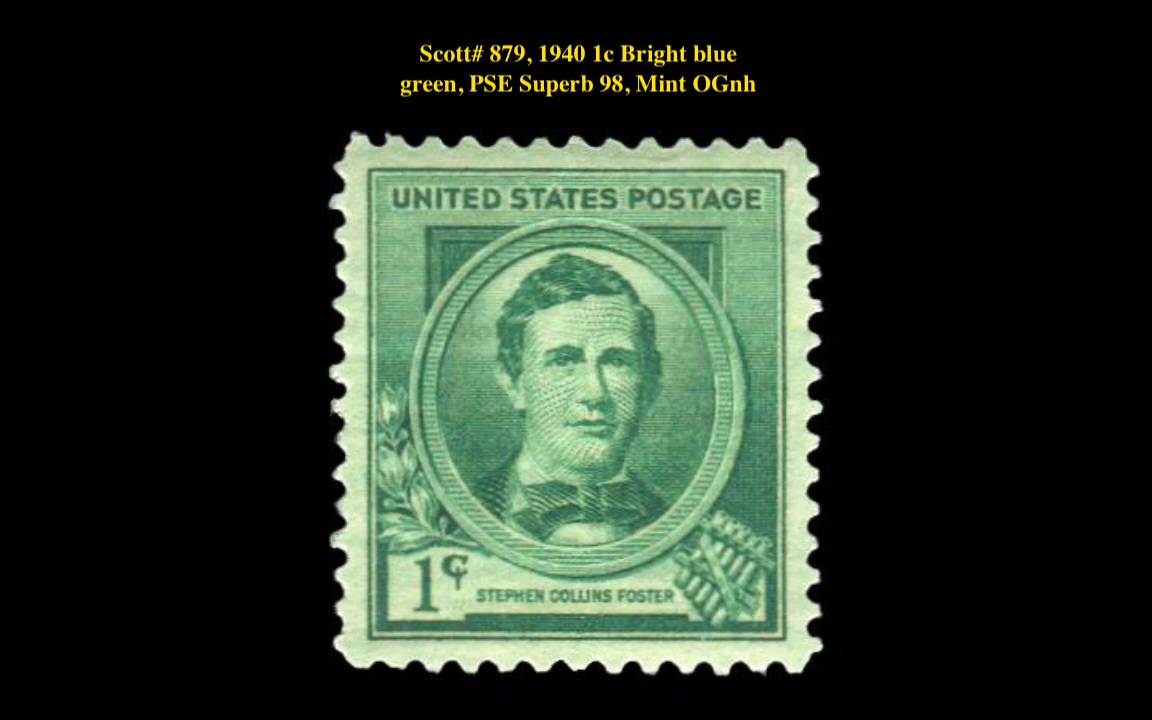 Scott# 879, 1940 1c Bright blue
green, PSE Superb 98, Mint OGnh
UNITED STATES POSTAGE
1¢
STEPHEN COLLINS FOSTER